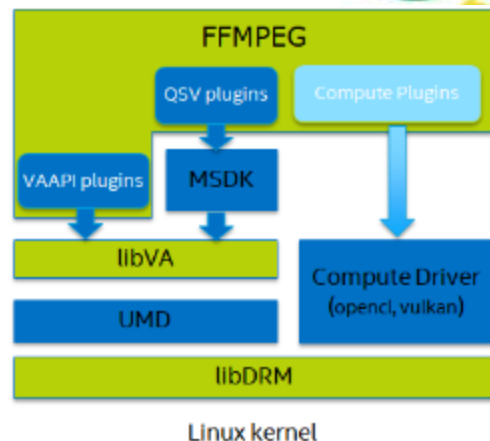 FFMPEG
QSV plugins
Compute Plugins
VAAPI plugins
MSDK
libVA
Compute Driver
(opencl, vulkan)
UMD
libDRM
Linux kernel